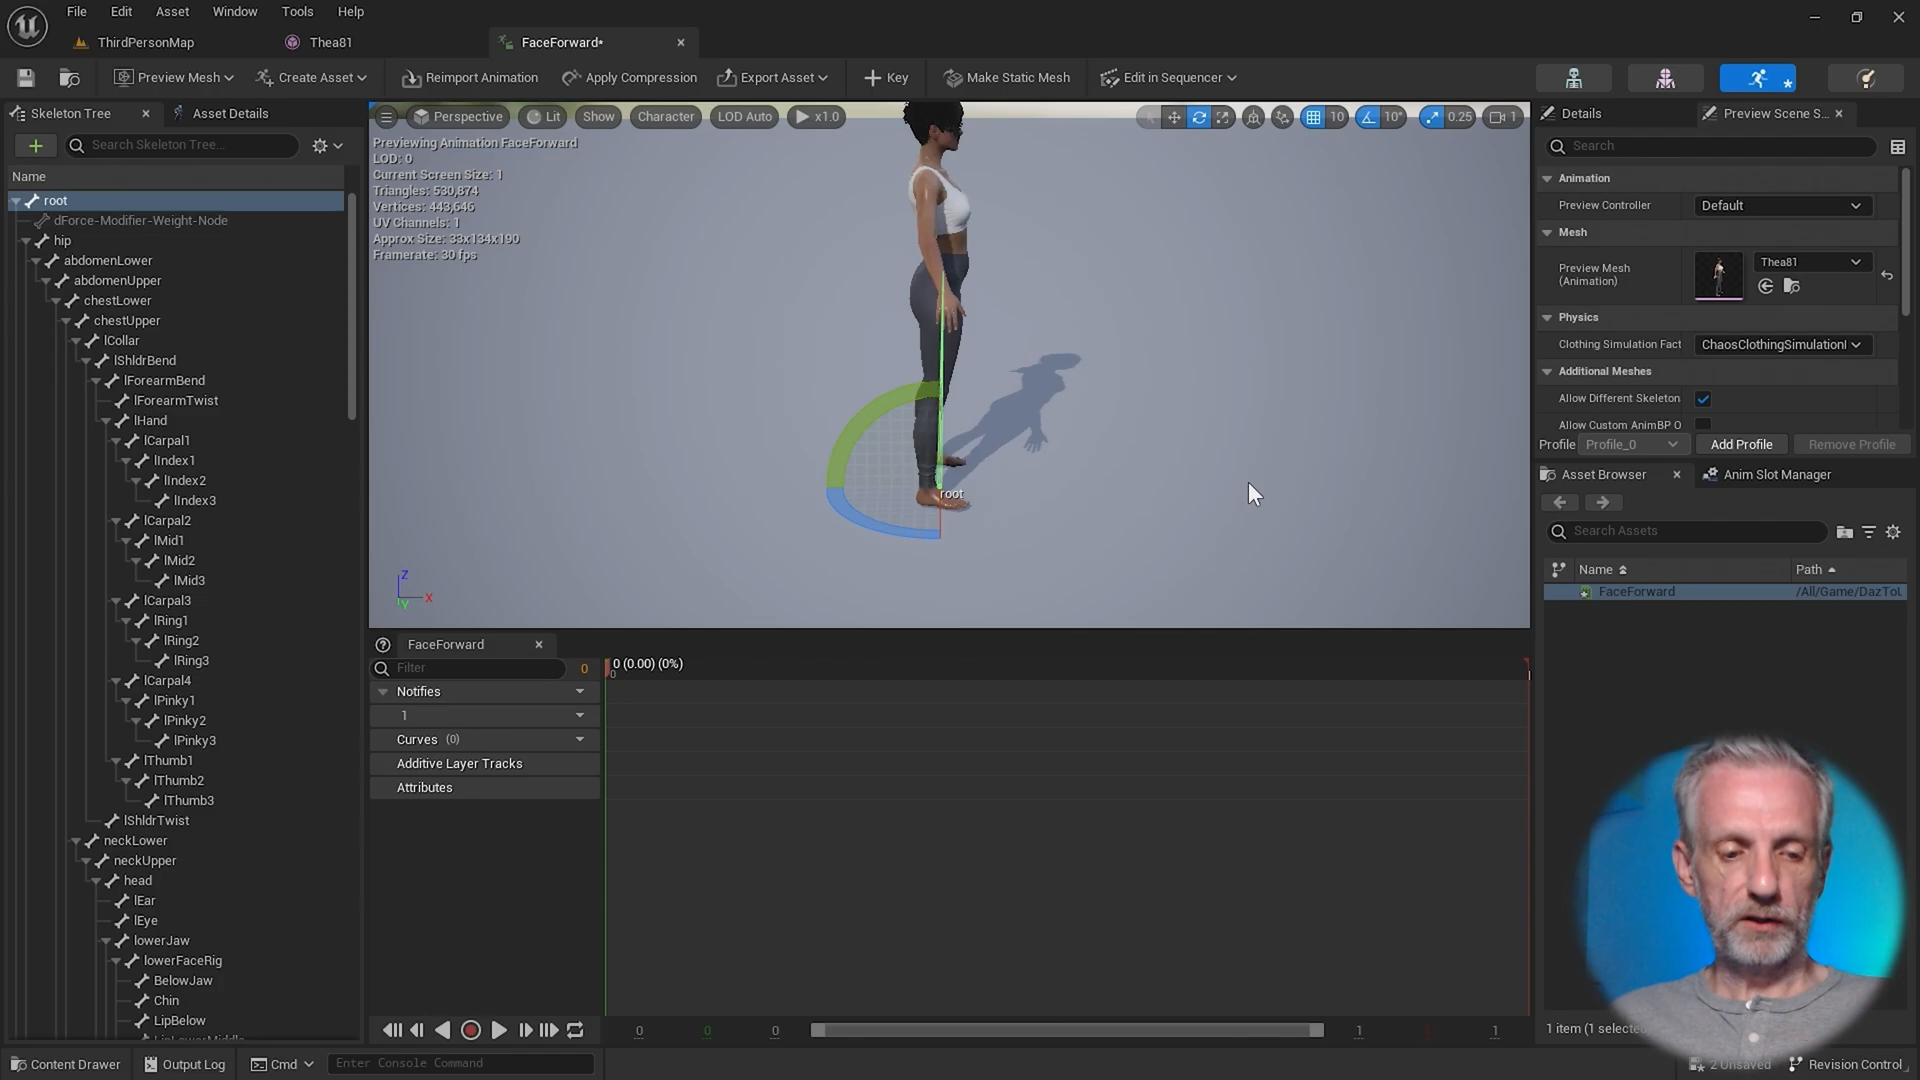 File Edit Asset Window Tools Help
ThirdPersonMap Thea81 FaceForward*
Preview Mesh Create Asset Reimport Animation Apply Compression Export Asset Key Make Static Mesh Edit in Sequencer
Skeleton Tree Asset Details
Search Skeleton Tree...
Name
root
dForce-Modifier-Weight-Node
hip
abdomenLower
abdomenUpper
chestLower
chestUpper
lCollar
lShldrBend
lForearmBend
lForearmTwist
lHand
lCarpal1
lIndex1
lIndex2
lIndex3
lCarpal2
lMid1
lMid2
lMid3
lCarpal3
lRing1
lRing2
lRing3
lCarpal4
lPinky1
lPinky2
lPinky3
lThumb1
lThumb2
lThumb3
lShldrTwist
neckLower
neckUpper
head
lEar
lEye
lowerJaw
lowerFaceRig
BelowJaw
Chin
LipBelow
LipLowerMiddle
Perspective Lit Show Character LOD Auto x1.0 10 10° 0.25 1
Previewing Animation FaceForward
LOD: 0
Current Screen Size: 1
Triangles: 530,874
Vertices: 443,646
UV Channels: 1
Approx Size: 33x134x190
Framerate: 30 fps
root
Z
X
Y
FaceForward
Filter 0 0 (0.00) (0%)
0
Notifies
1
Curves (0)
Additive Layer Tracks
Attributes
0 0 0 1 1
Details Preview Scene S...
Search
Animation
Preview Controller Default
Mesh
Preview Mesh (Animation) Thea81
Physics
Clothing Simulation Fact ChaosClothingSimulationI
Additional Meshes
Allow Different Skeleton
Allow Custom AnimBP O
Profile Profile_0 Add Profile Remove Profile
Asset Browser Anim Slot Manager
Search Assets
Name Path
FaceForward /All/Game/DazToU
1 item (1 selected
Content Drawer Output Log Cmd Enter Console Command 2 Unsaved Revision Control